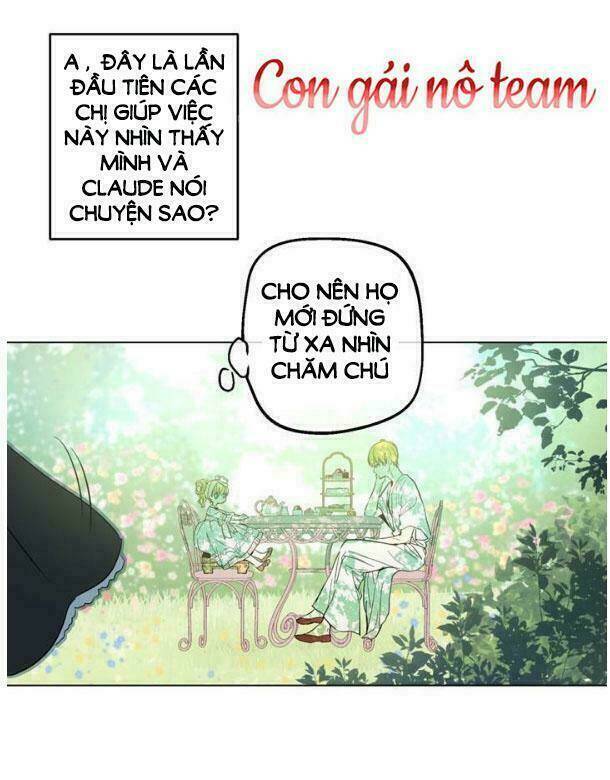 A , ĐÂY LÀ LẦN
ĐẦU TIÊN CÁC
CHỊ GIÚP VIỆC
NÀY NHÌN THẤY
MÌNH VÀ
CLAUDE NÓI
CHUYỆN SAO?
Con gái nô team
CHO NÊN HỌ
MỚI ĐỨNG
TỪ XA NHÌN
CHĂM CHÚ